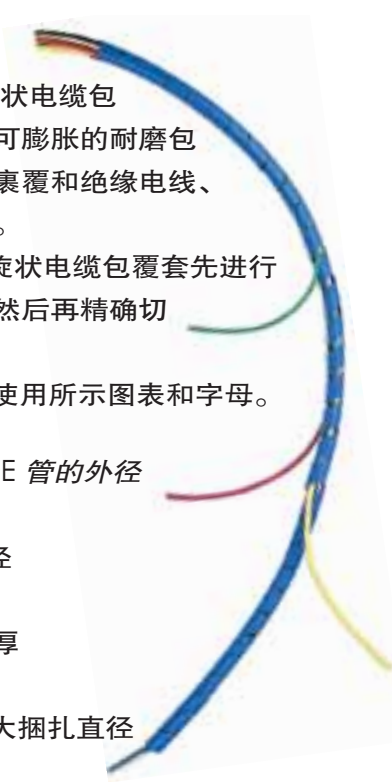 状电缆包
可膨胀的耐磨包
裹覆和绝缘电线、
。
旋状电缆包覆套先进行
然后再精确切
使用所示图表和字母。
E 管的外径
径
厚
大捆扎直径